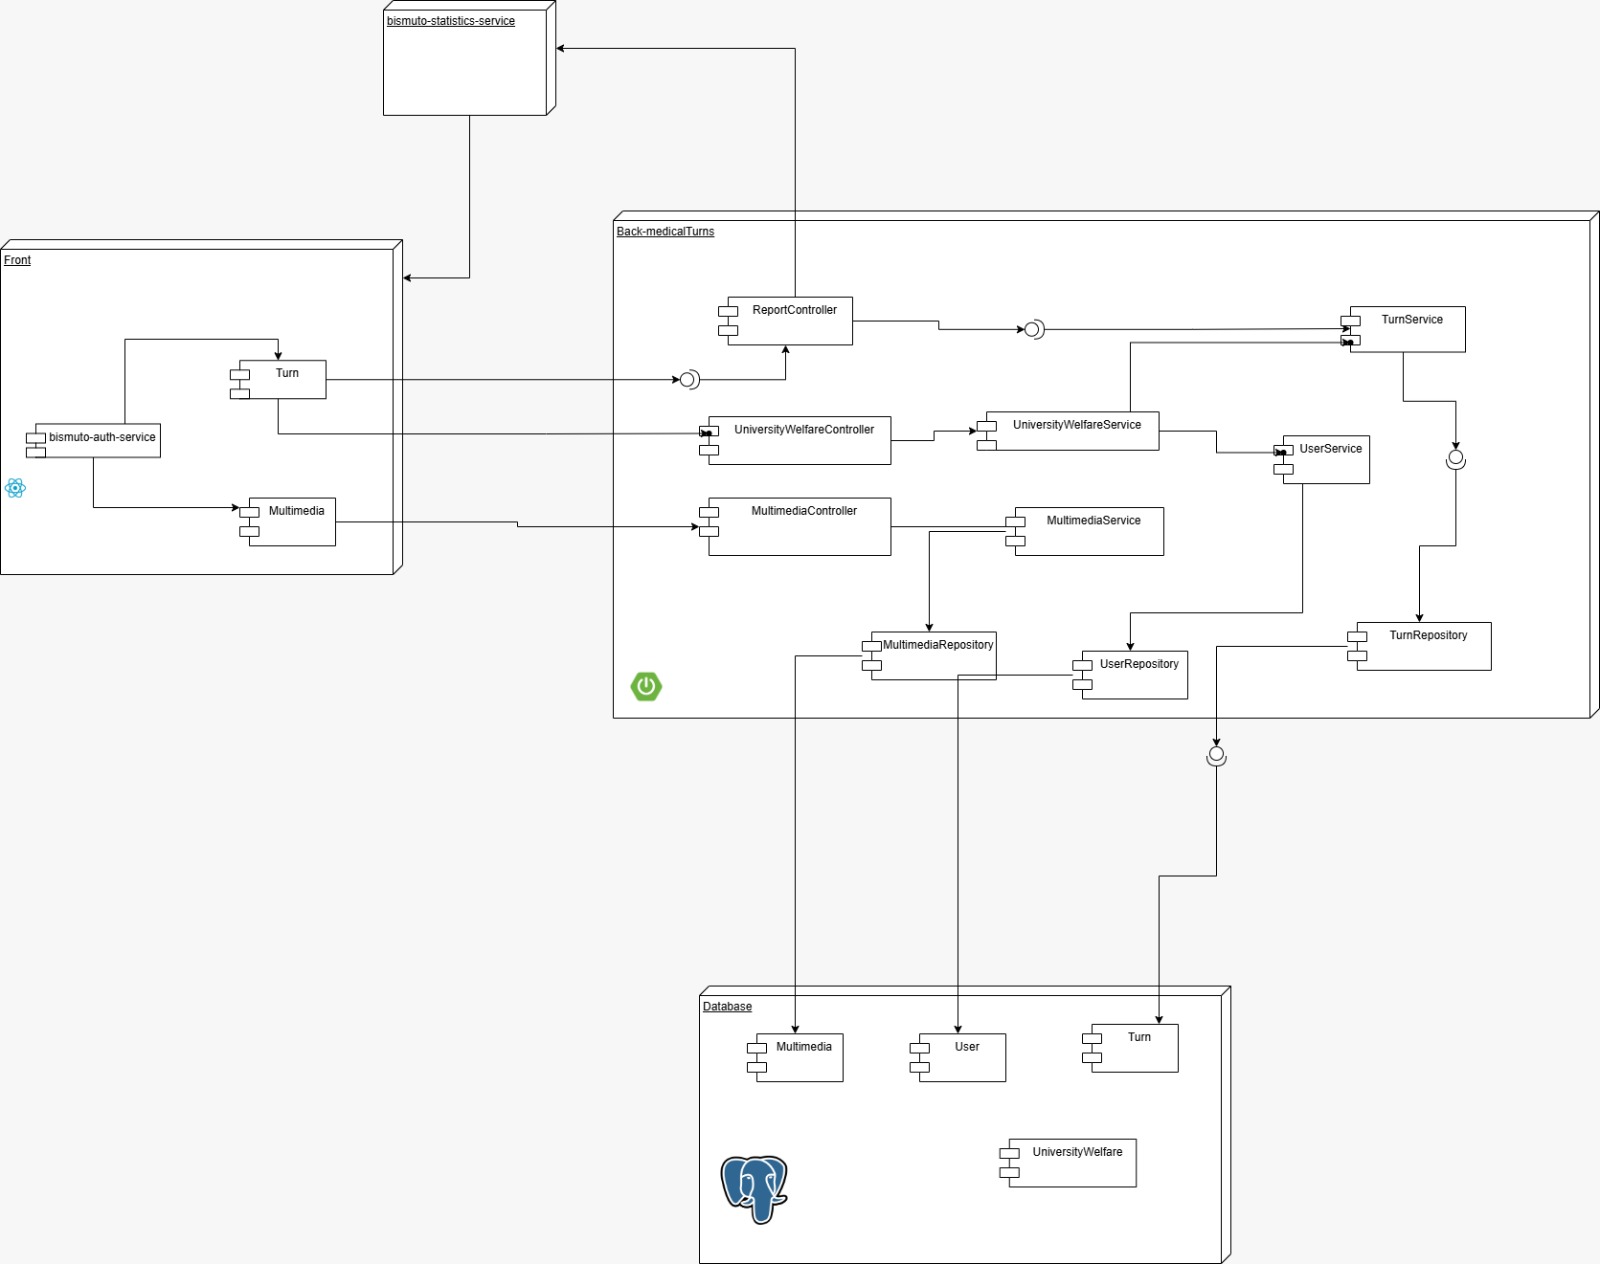 bismuto-statistics-service
Back-medicalTurns
Front
ReportController
TurnService
Turn
UniversityWelfareController
UniversityWelfareService
bismuto-auth-service
UserService
Multimedia
MultimediaController
MultimediaService
MultimediaRepository
UserRepository
TurnRepository
Database
Multimedia
User
Turn
UniversityWelfare